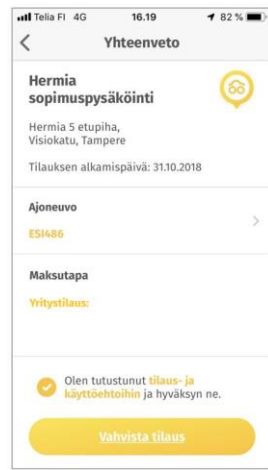 Telia FI 4G 16.19 82 %
Yhteenveto
Hermia
sopimuspysäköinti
Hermia 5 etupiha,
Visiokatu, Tampere
Tilauksen alkamispäivä: 31.10.2018
Ajoneuvo
ESI486
Maksutapa
Yritystilaus:
Olen tutustunut tilaus- ja
käyttöehtoihin ja hyväksyn ne.
Vahvista tilaus